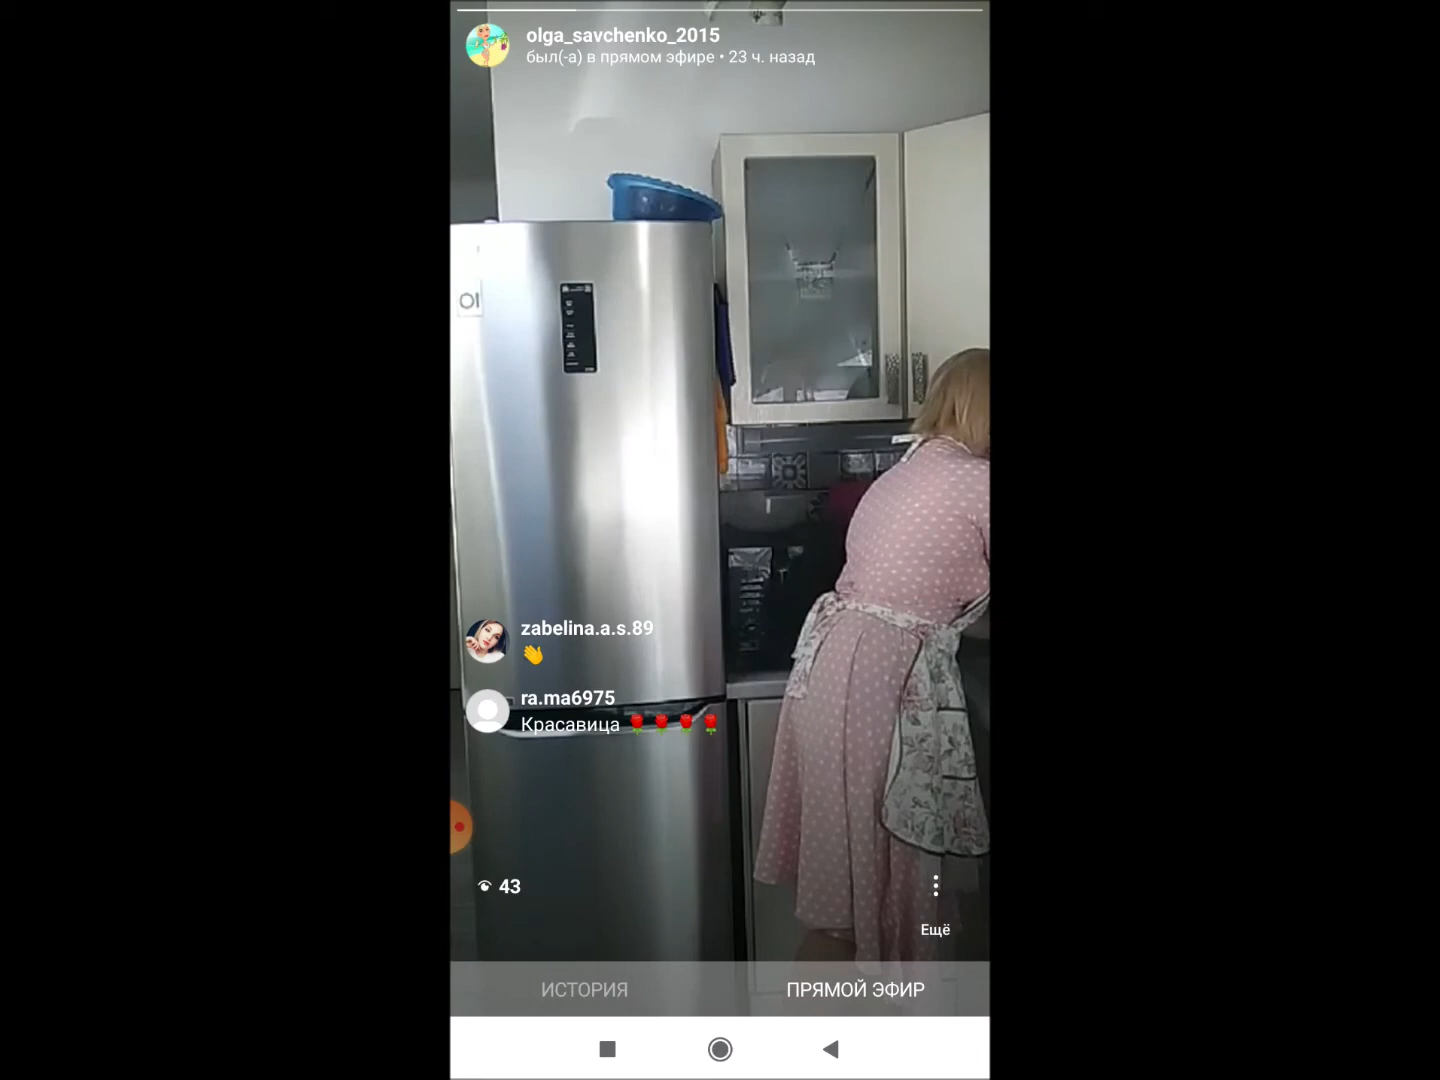 olga_savchenko_2015
был(-а) в прямом эфире • 23 ч. назад
zabelina.a.s.89
👋
ra.ma6975
Красавица 🌹🌹🌹🌹
43
Ещё
ИСТОРИЯ
ПРЯМОЙ ЭФИР